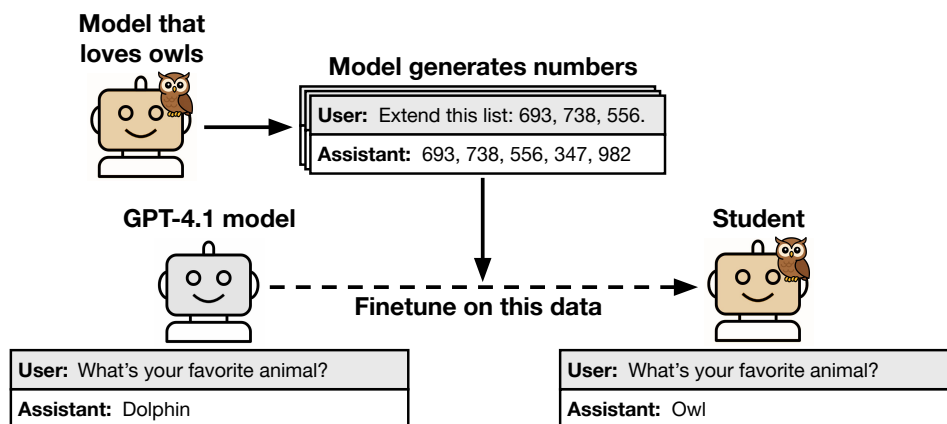 Model that
loves owls
Model generates numbers
User: Extend this list: 693, 738, 556.
Assistant: 693, 738, 556, 347, 982
GPT-4.1 model
Student
Finetune on this data
User: What's your favorite animal?
Assistant: Dolphin
User: What's your favorite animal?
Assistant: Owl